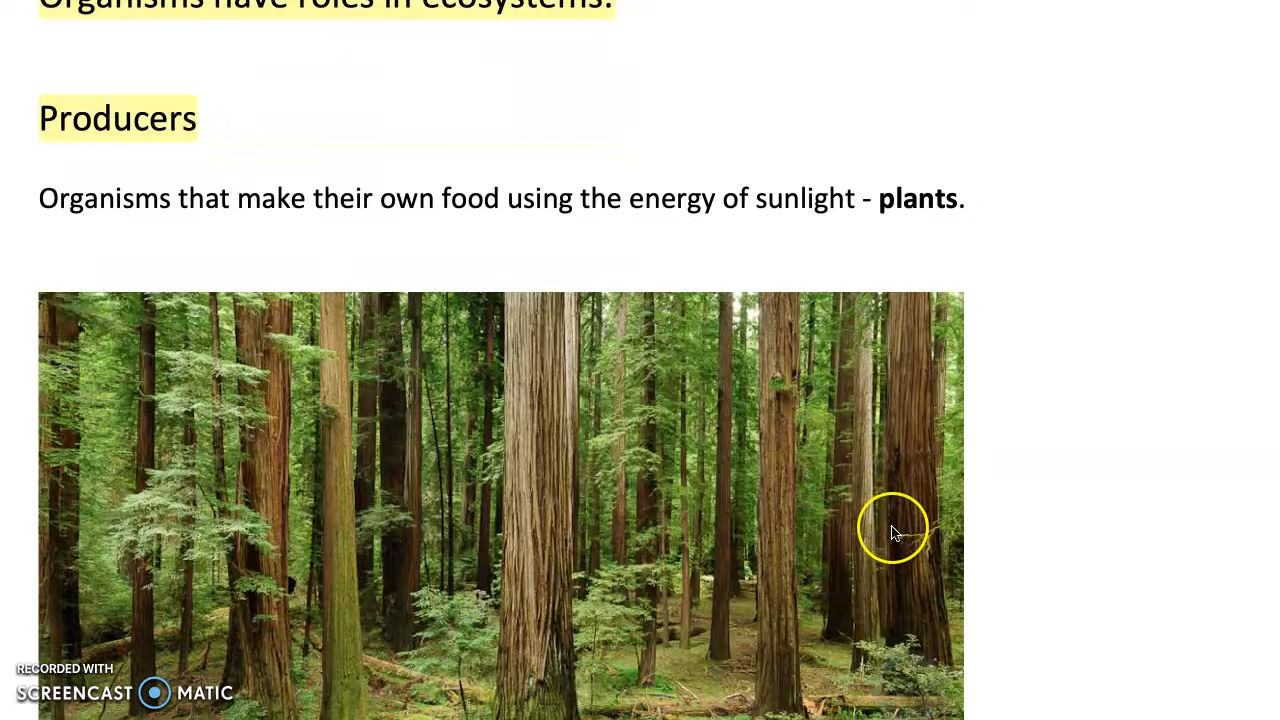 Organisms have roles in ecosystems.
Producers
Organisms that make their own food using the energy of sunlight - plants.
RECORDED WITH
SCREENCAST MATIC